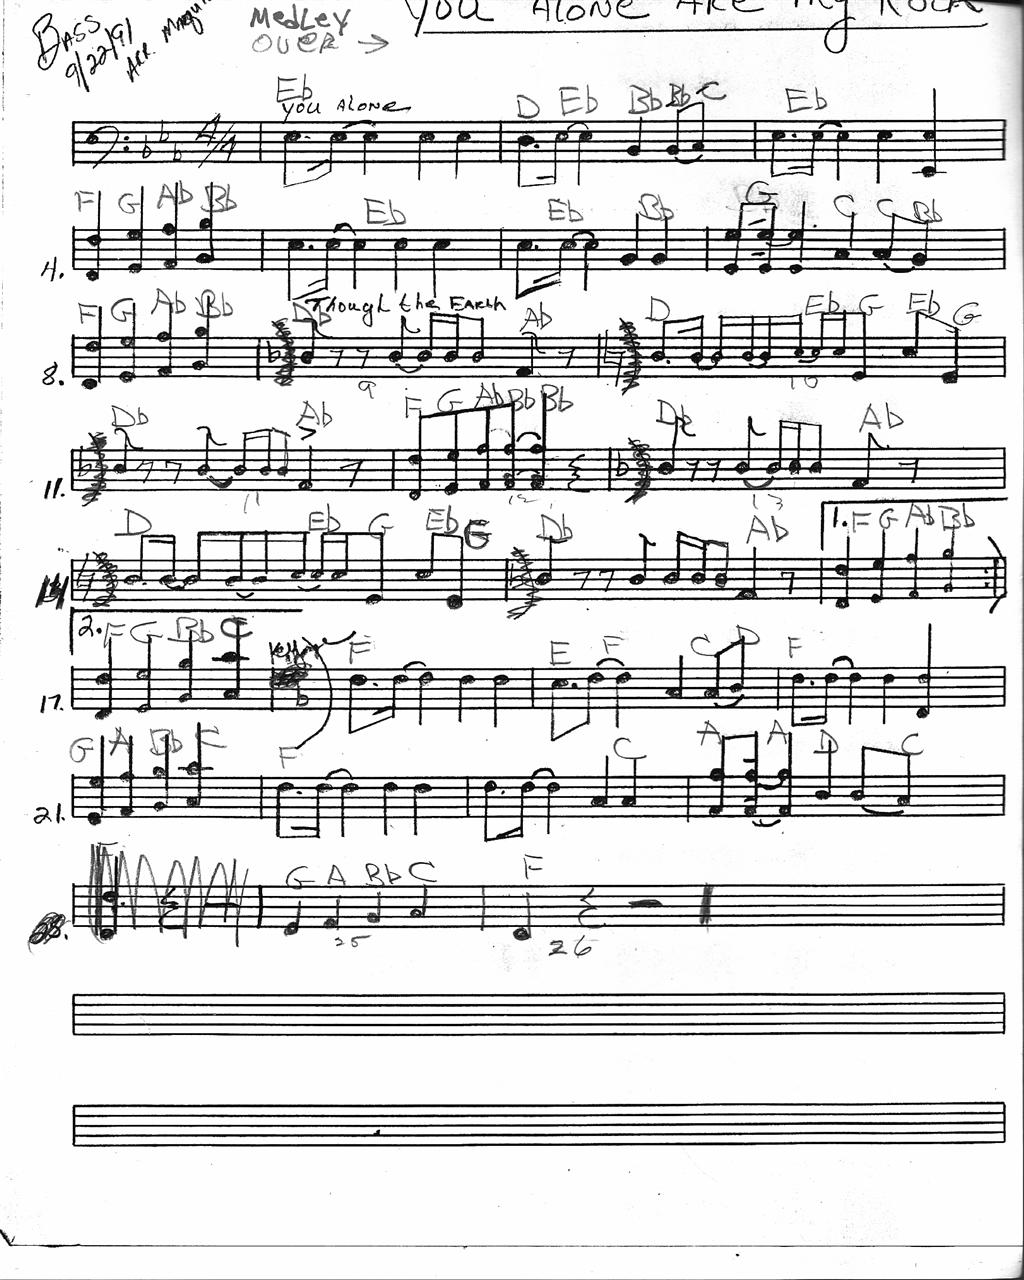 BASS
9/22/91
ARR.
Medley
OVER →
YOU ALONE ARE MY ROCK
Eb
YOU ALONE
D Eb Bb Bb C Eb
4/4
F G Ab Bb Eb Eb Bb G C C Bb
4.
Though the EARTH
F G Ab Bb Db Ab D Eb G Eb G
8.
9 10
Db Ab F G Ab Bb Bb Db Ab
11.
11 12 13
D Eb G Eb G Db Ab 1. F G Ab Bb
14
2. F G Bb C F E F C D F
17.
G A Bb C F C A A D C
21.
F G A Bb C F
25 26